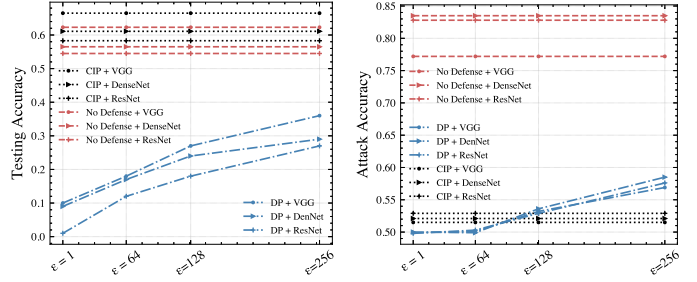 Testing Accuracy
0.6
0.5
0.4
0.3
0.2
0.1
0.0
CIP + VGG
CIP + DenseNet
CIP + ResNet
No Defense + VGG
No Defense + DenseNet
No Defense + ResNet
DP + VGG
DP + DenNet
DP + ResNet
ε = 1
ε = 64
ε=128
ε=256
Attack Accuracy
0.85
0.80
0.75
0.70
0.65
0.60
0.55
0.50
No Defense + VGG
No Defense + DenseNet
No Defense + ResNet
DP + VGG
DP + DenNet
DP + ResNet
CIP + VGG
CIP + DenseNet
CIP + ResNet
ε = 1
ε = 64
ε=128
ε=256